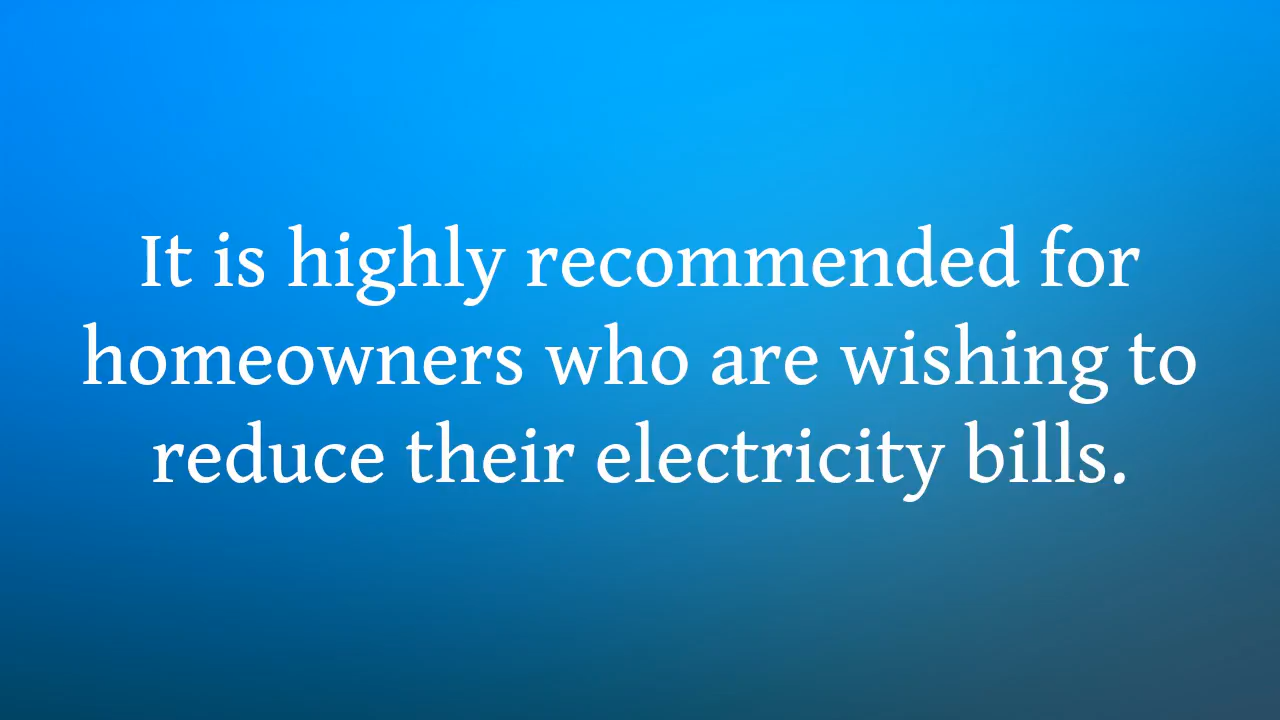 It is highly recommended for
homeowners who are wishing to
reduce their electricity bills.